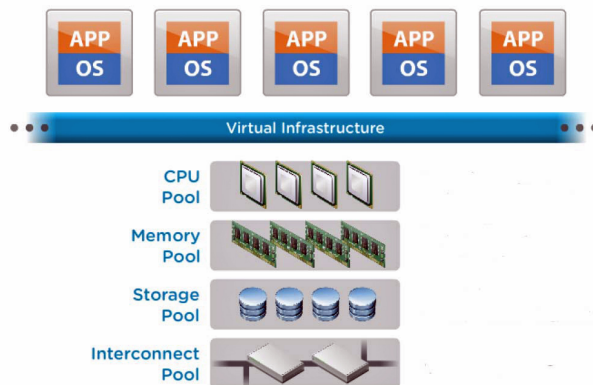 APP APP APP APP APP
OS OS OS OS OS
Virtual Infrastructure
CPU
Pool
Memory
Pool
Storage
Pool
Interconnect
Pool